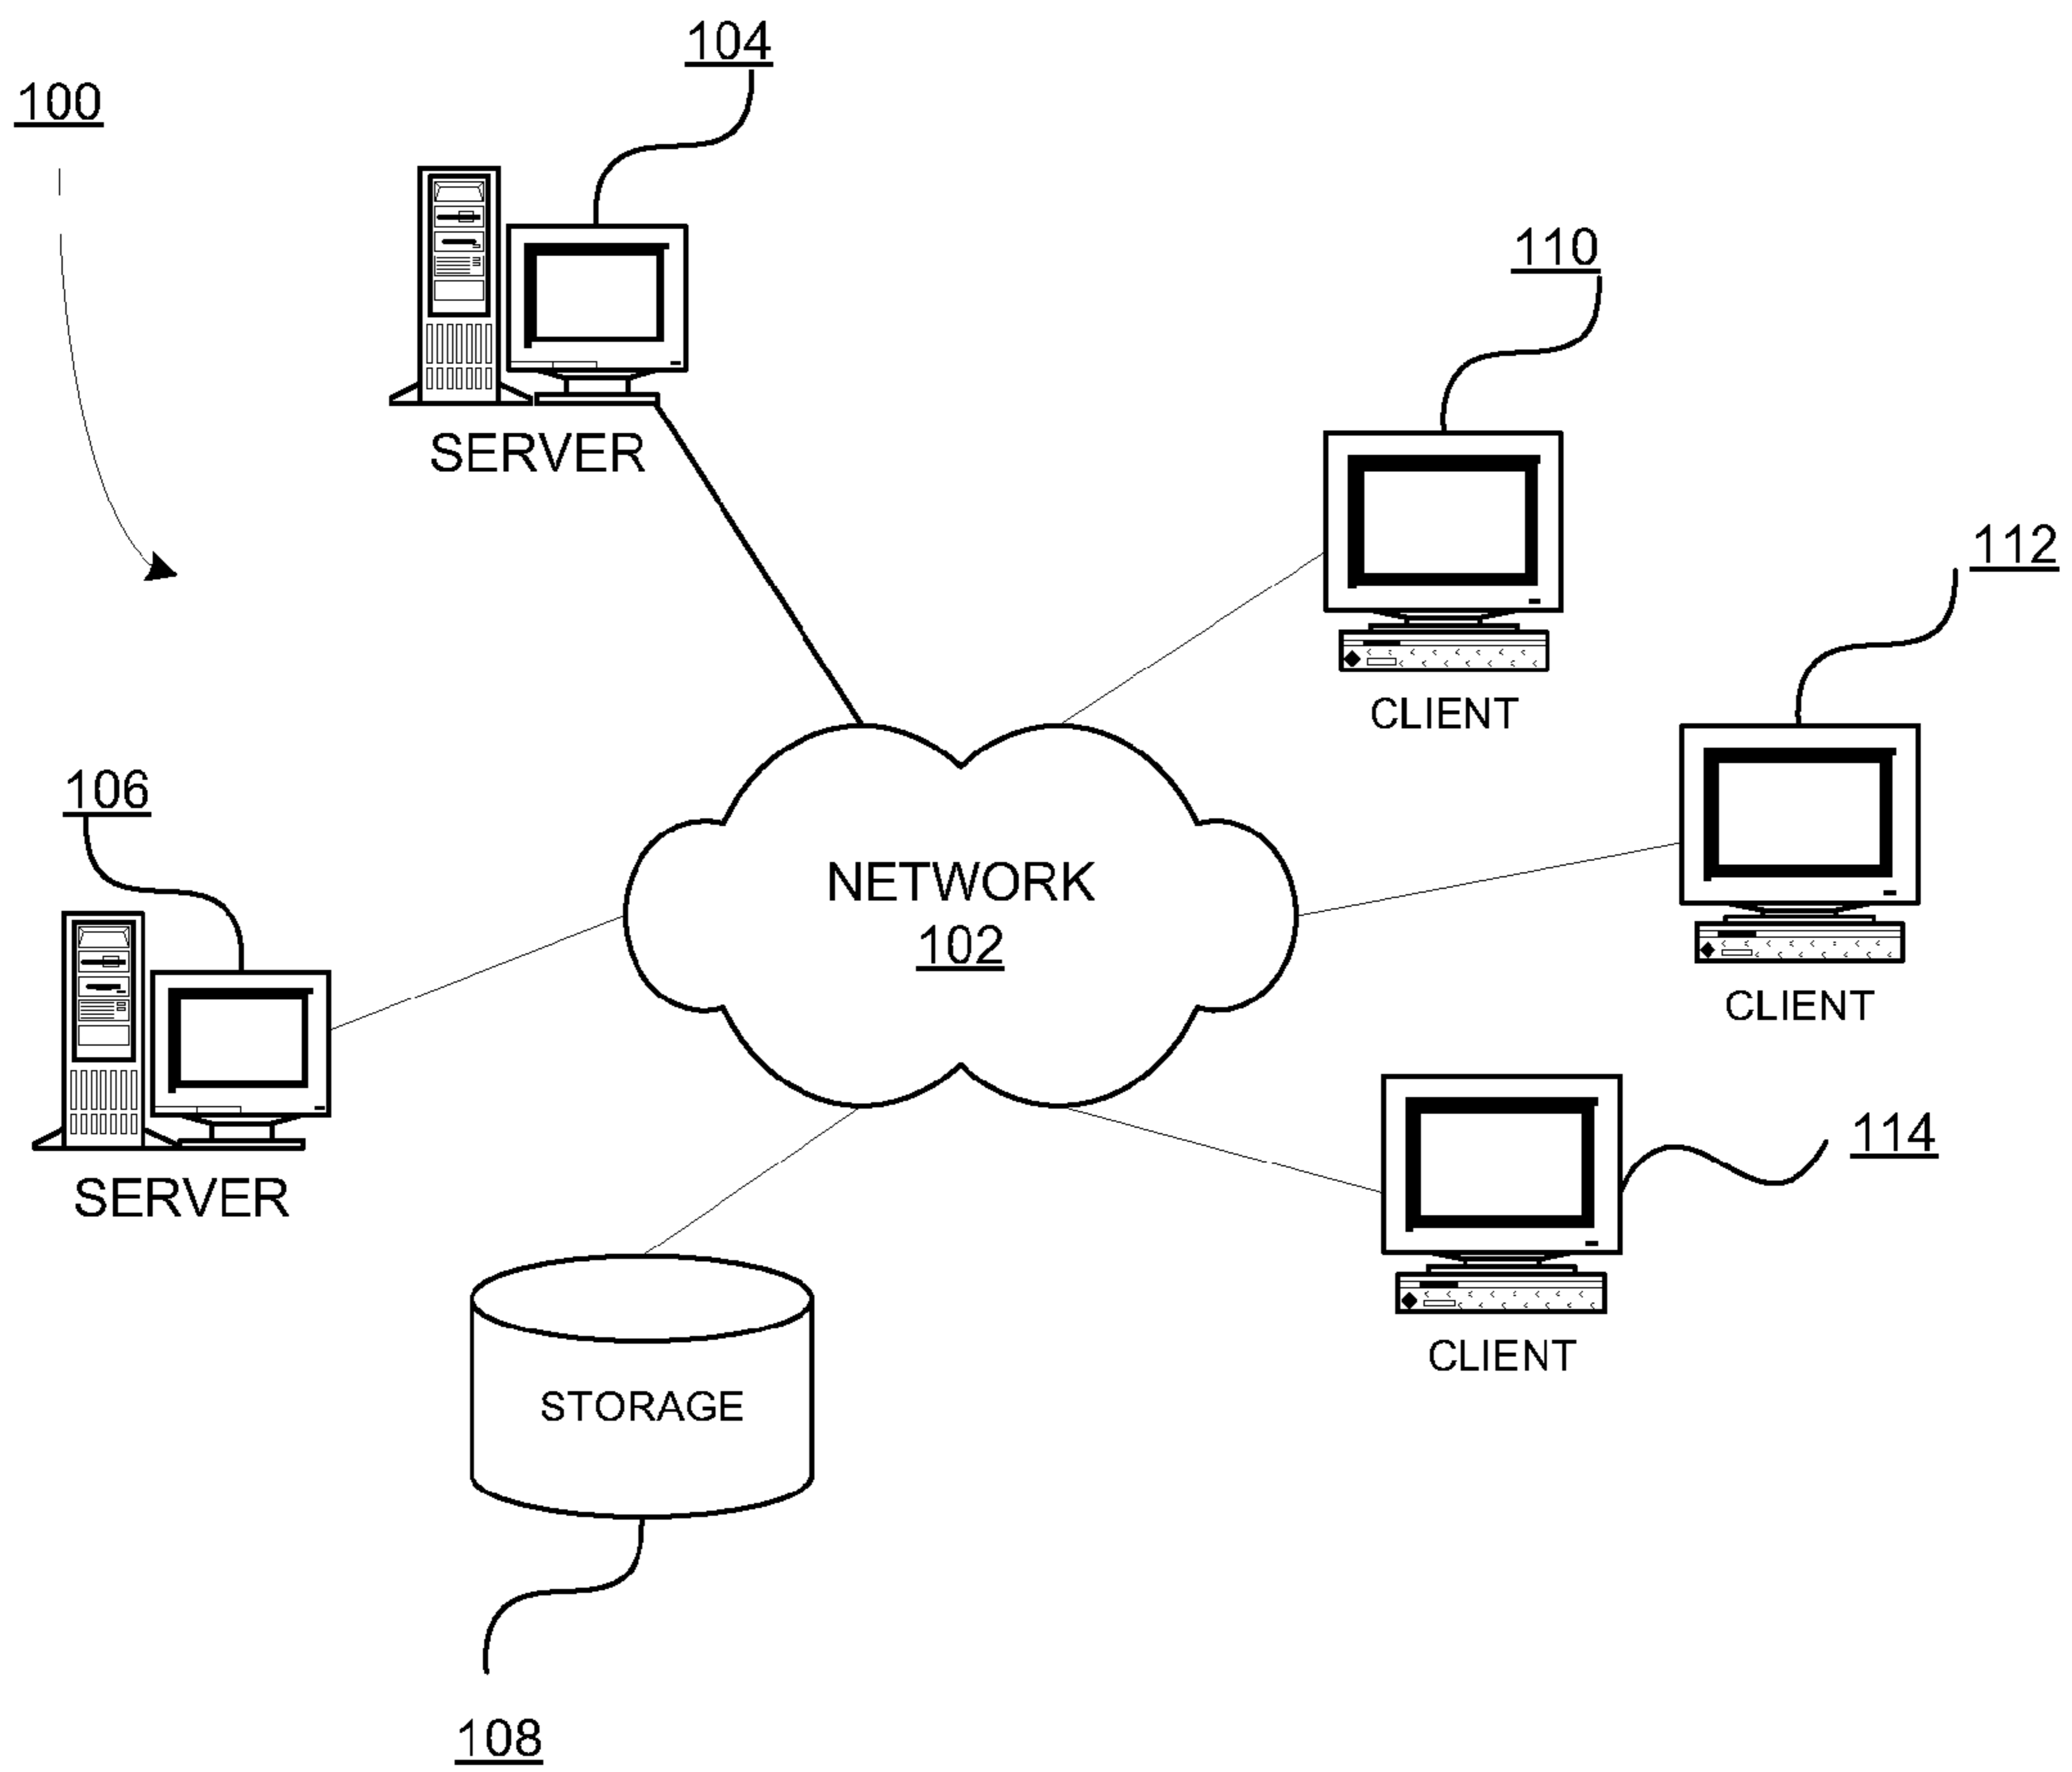 104
100
SERVER
110
112
CLIENT
106
NETWORK
102
CLIENT
114
SERVER
CLIENT
STORAGE
108